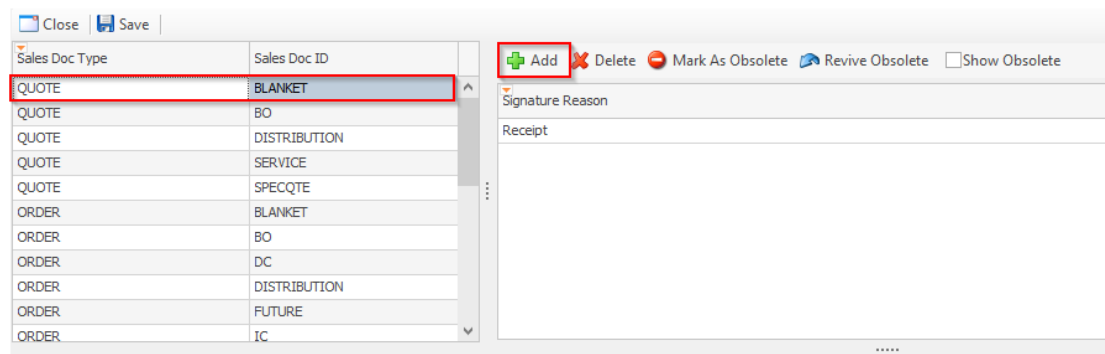 Close Save
Sales Doc Type Sales Doc ID
QUOTE BLANKET
QUOTE BO
QUOTE DISTRIBUTION
QUOTE SERVICE
QUOTE SPECQTE
ORDER BLANKET
ORDER BO
ORDER DC
ORDER DISTRIBUTION
ORDER FUTURE
ORDER IC
Add Delete Mark As Obsolete Revive Obsolete Show Obsolete
Signature Reason
Receipt